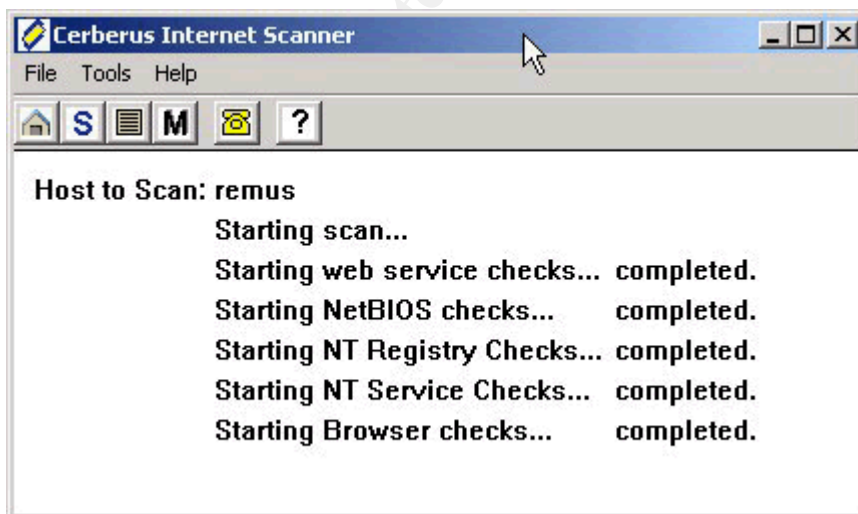 Cerberus Internet Scanner
File Tools Help
S M ?
Host to Scan: remus
Starting scan...
Starting web service checks... completed.
Starting NetBIOS checks... completed.
Starting NT Registry Checks... completed.
Starting NT Service Checks... completed.
Starting Browser checks... completed.